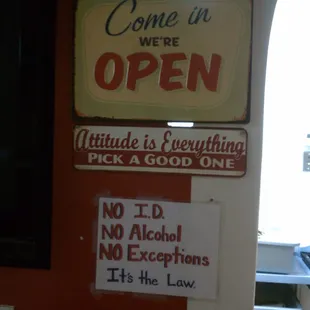 Come in
WE'RE
OPEN
Attitude is Everything
PICK A GOOD ONE
NO I.D.
NO Alcohol
NO Exceptions
It's the Law.